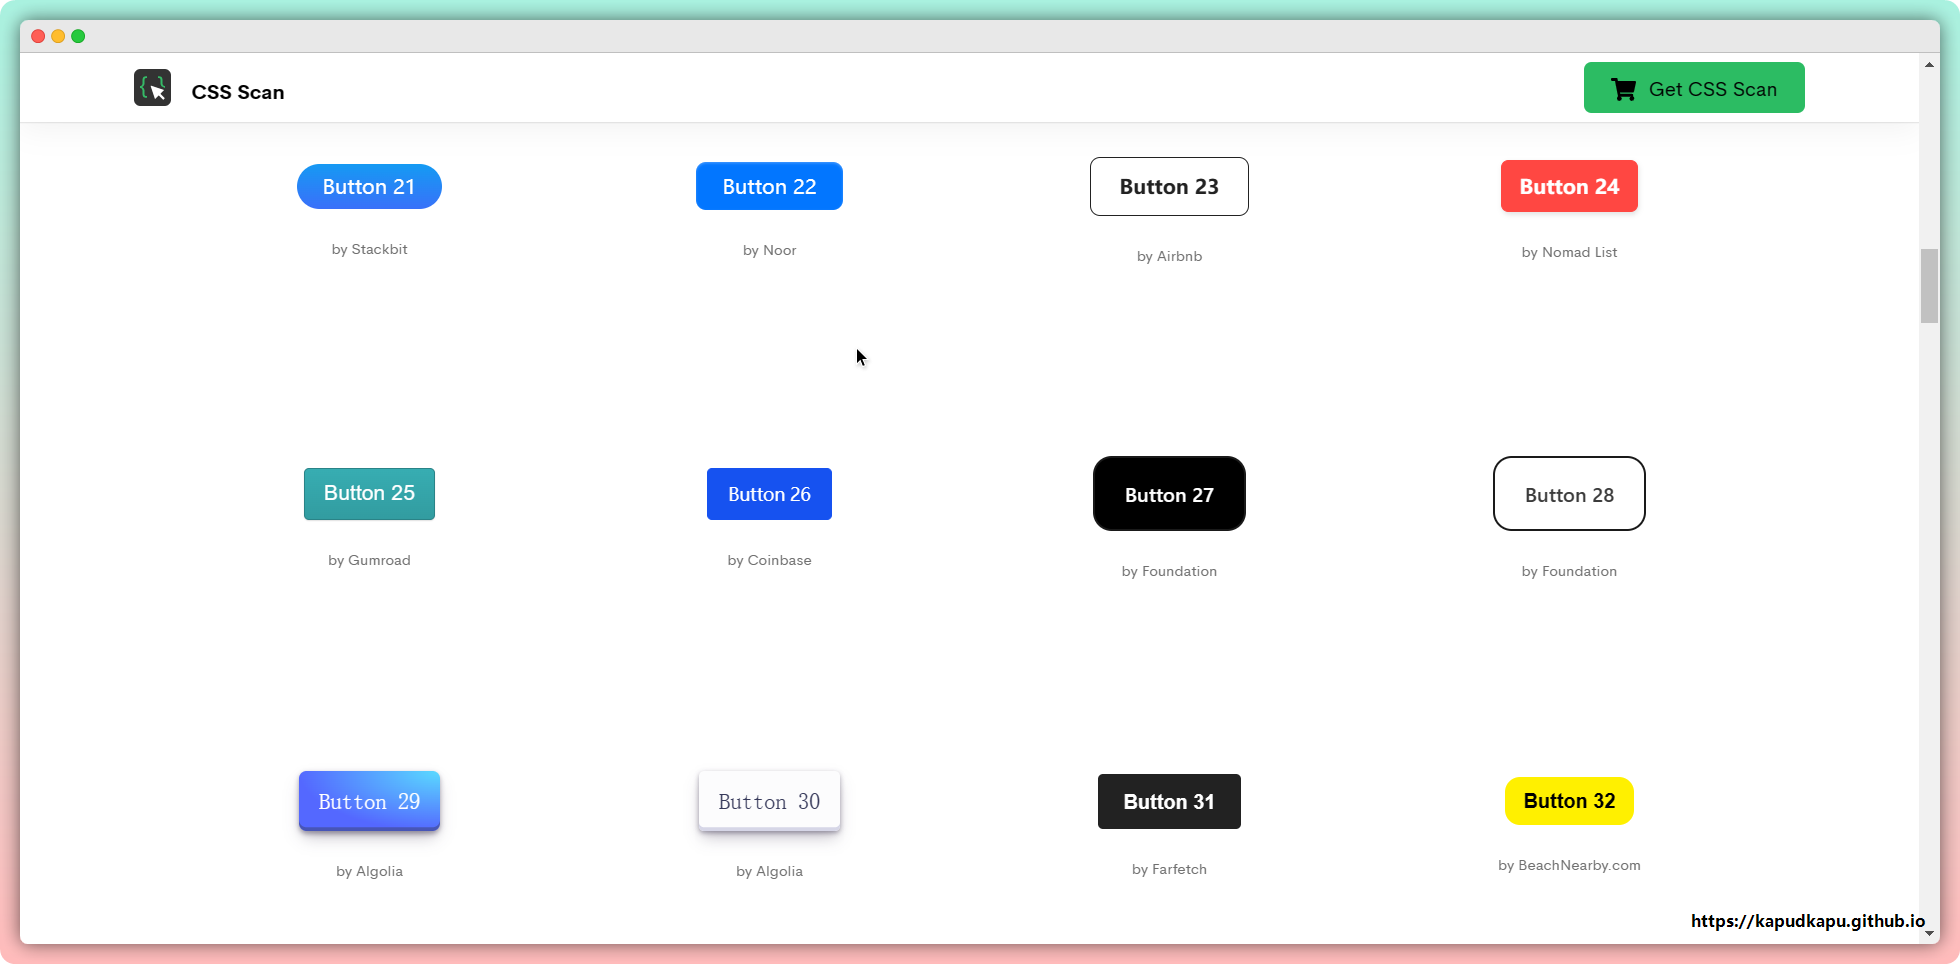 CSS Scan
Get CSS Scan
Button 21
Button 22
Button 23
Button 24
by Stackbit
by Noor
by Airbnb
by Nomad List
Button 25
Button 26
Button 27
Button 28
by Gumroad
by Coinbase
by Foundation
by Foundation
Button 29
Button 30
Button 31
Button 32
by Algolia
by Algolia
by Farfetch
by BeachNearby.com
https://kapudkapu.github.io